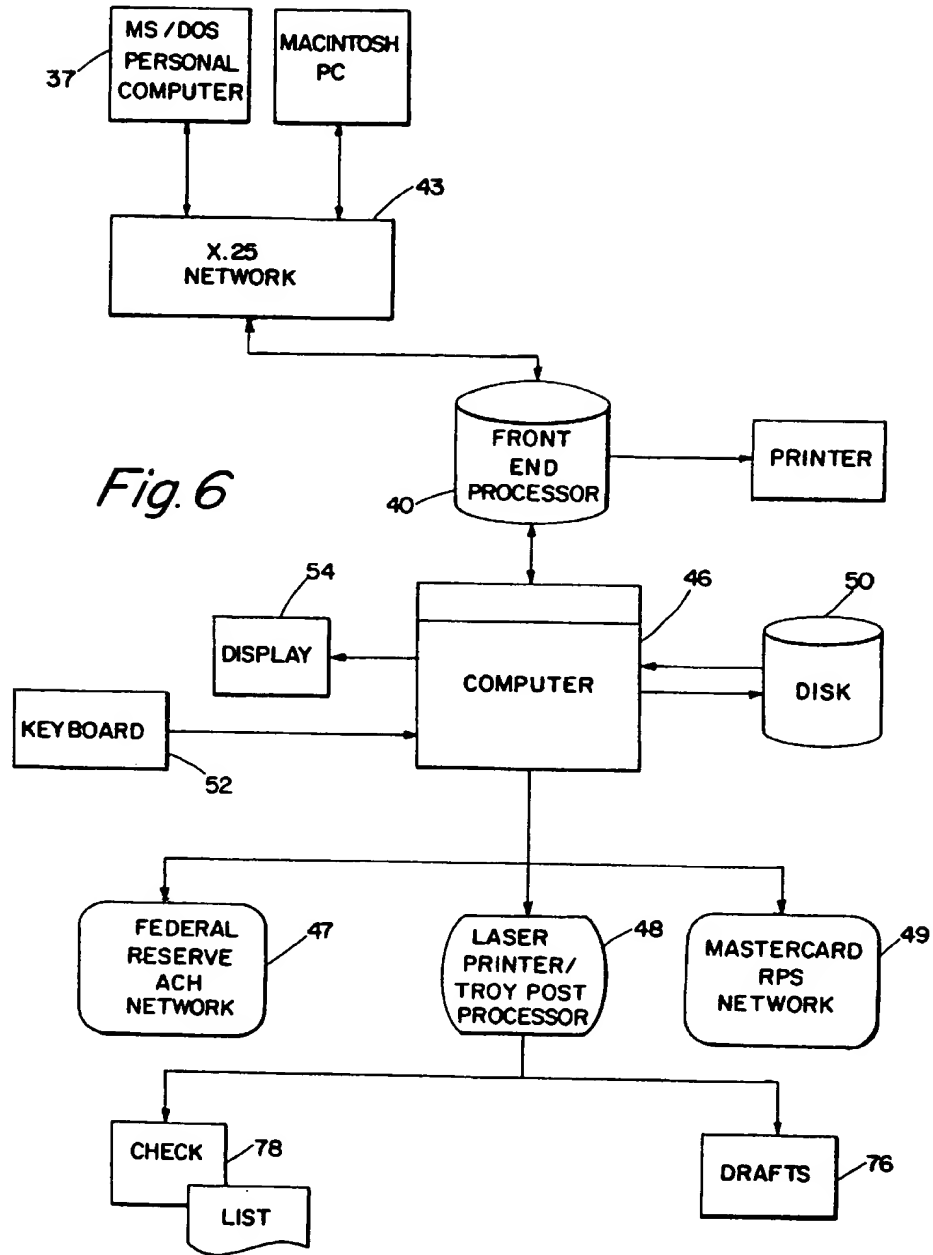 MS/DOS
PERSONAL
COMPUTER
37
MACINTOSH
PC
43
X.25
NETWORK
Fig. 6
FRONT
END
PROCESSOR
40
PRINTER
54
DISPLAY
46
COMPUTER
50
DISK
KEYBOARD
52
FEDERAL
RESERVE
ACH
NETWORK
47
LASER
PRINTER/
TROY POST
PROCESSOR
48
MASTERCARD
RPS
NETWORK
49
CHECK
78
LIST
DRAFTS
76